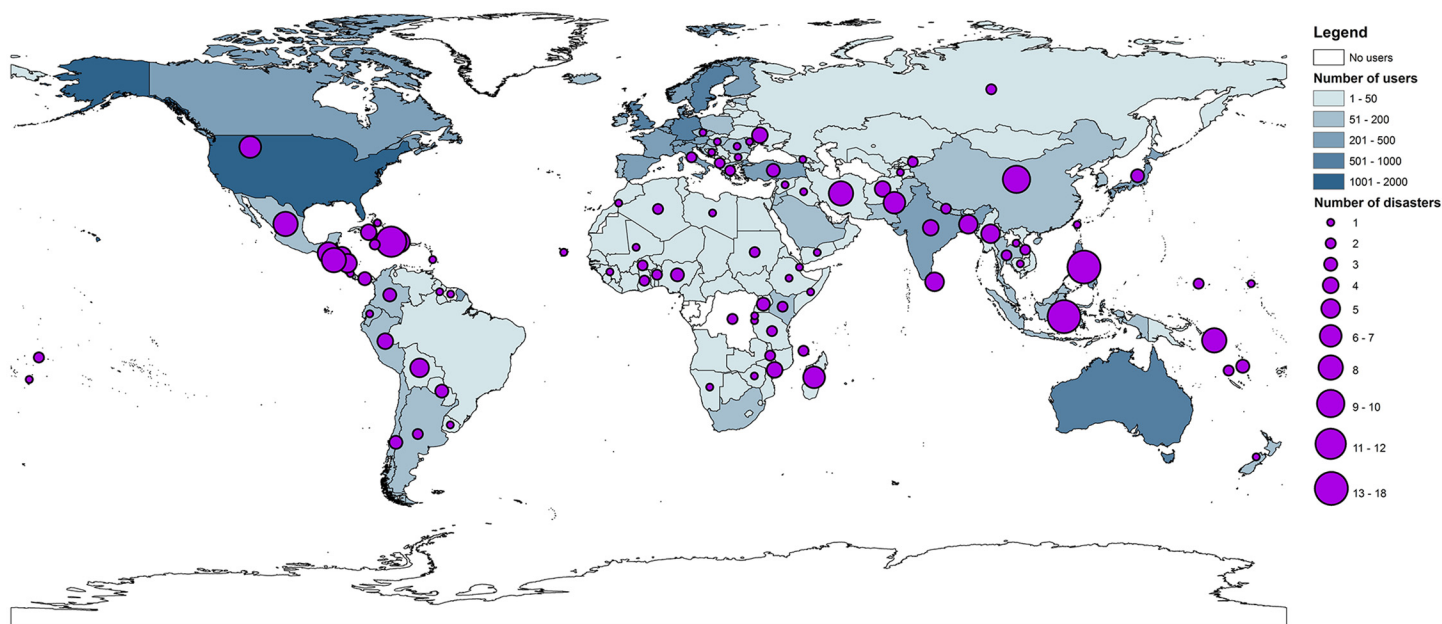 Legend
No users
Number of users
1 - 50
51 - 200
201 - 500
501 - 1000
1001 - 2000
Number of disasters
1
2
3
4
5
6 - 7
8
9 - 10
11 - 12
13 - 18